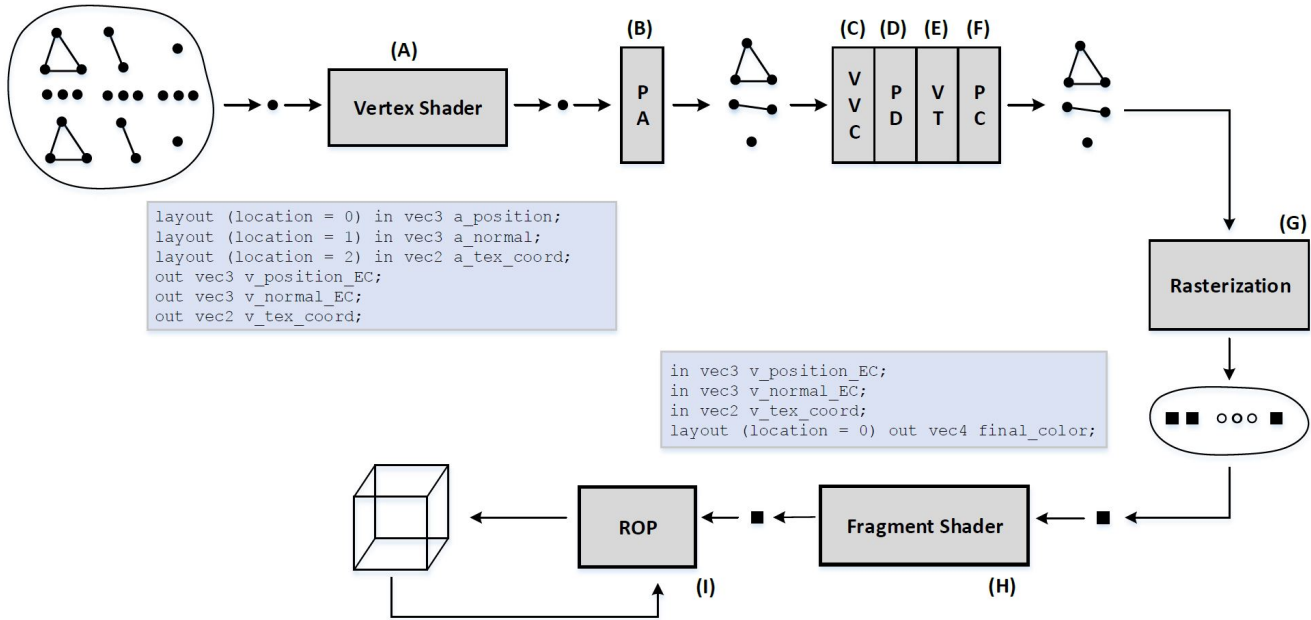 (A)
Vertex Shader
(B)
P
A
(C) (D) (E) (F)
V P V P
V
C D T C
layout (location = 0) in vec3 a_position;
layout (location = 1) in vec3 a_normal;
layout (location = 2) in vec2 a_tex_coord;
out vec3 v_position_EC;
out vec3 v_normal_EC;
out vec2 v_tex_coord;
(G)
Rasterization
in vec3 v_position_EC;
in vec3 v_normal_EC;
in vec2 v_tex_coord;
layout (location = 0) out vec4 final_color;
ROP
(I)
Fragment Shader
(H)